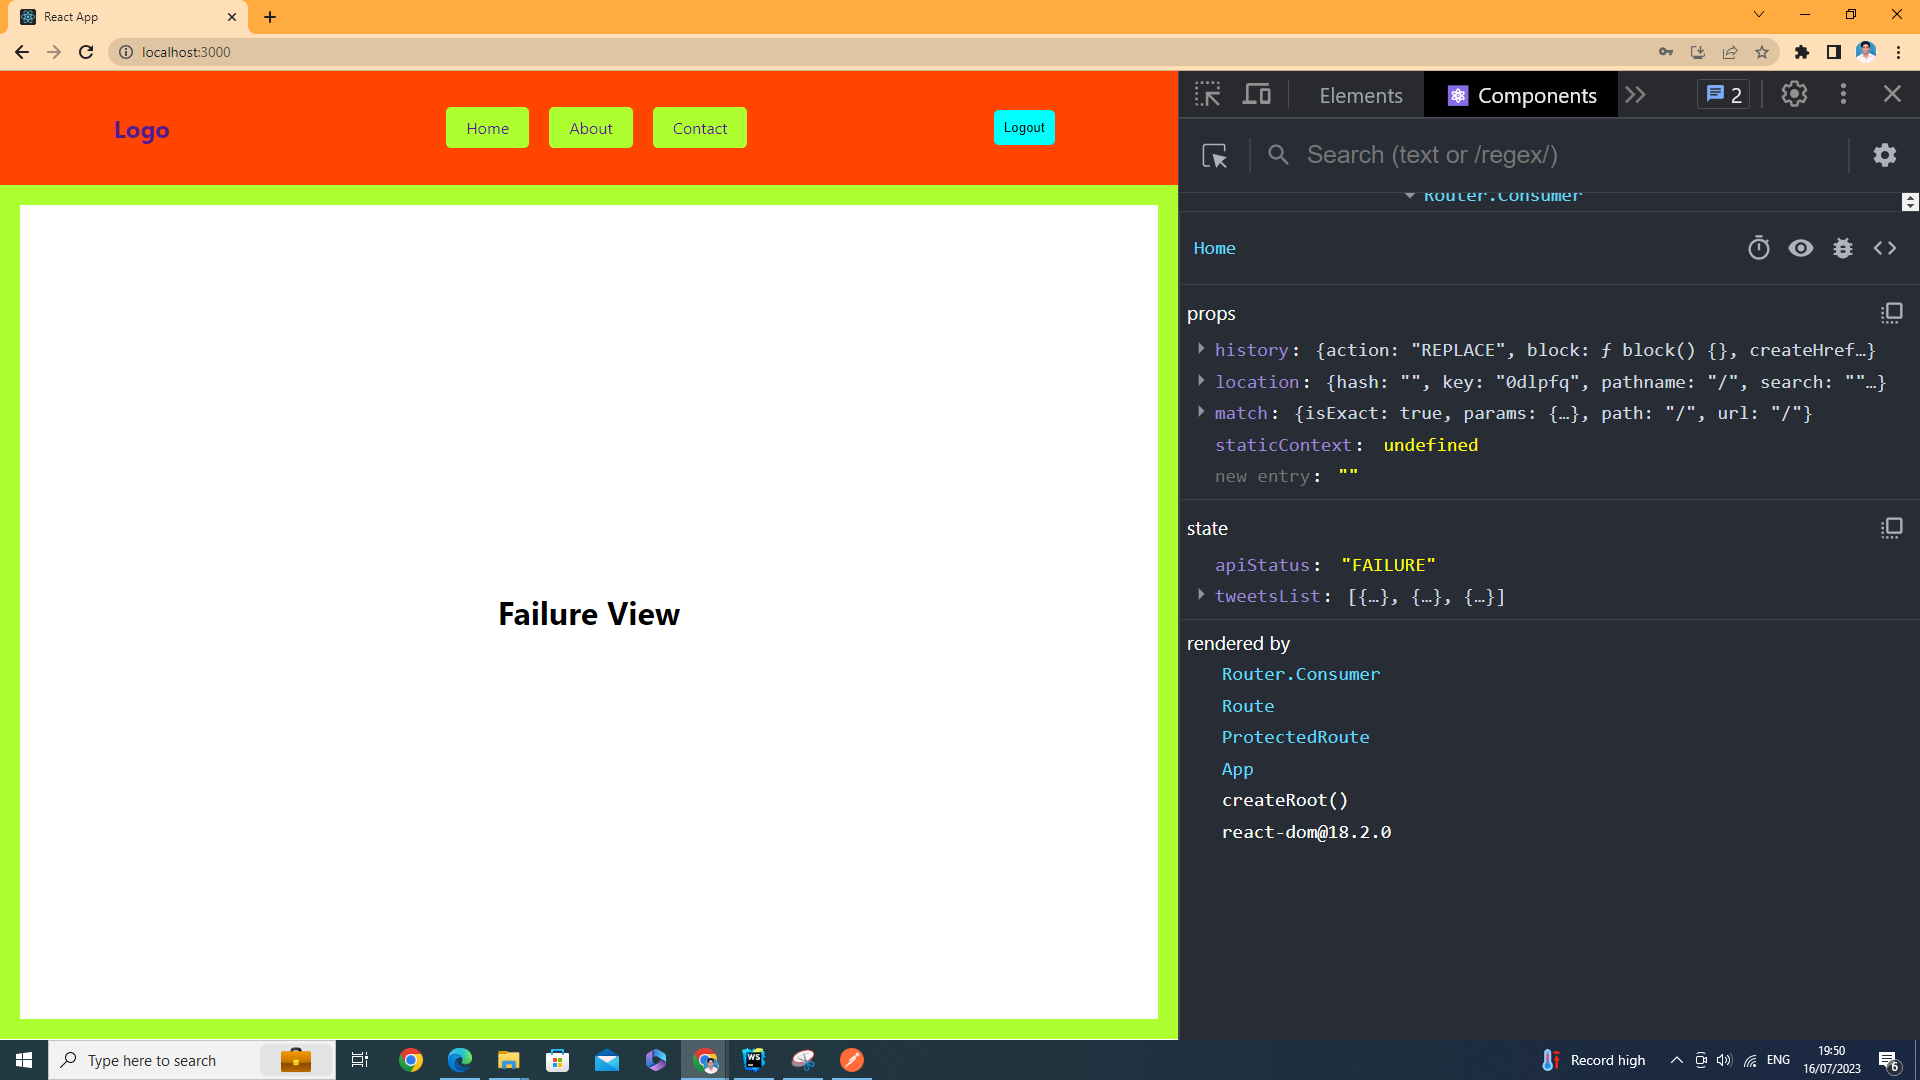 React App
localhost:3000
Logo
Home
About
Contact
Logout
Failure View
Elements
Components
2
Search (text or /regex/)
Router.Consumer
Home
props
history: {action: "REPLACE", block: ƒ block() {}, createHref…}
location: {hash: "", key: "0dlpfq", pathname: "/", search: ""…}
match: {isExact: true, params: {…}, path: "/", url: "/"}
staticContext: undefined
new entry: ""
state
apiStatus: "FAILURE"
tweetsList: [{…}, {…}, {…}]
rendered by
Router.Consumer
Route
ProtectedRoute
App
createRoot()
react-dom@18.2.0
Type here to search
WS
Record high
ENG
19:50
16/07/2023
6